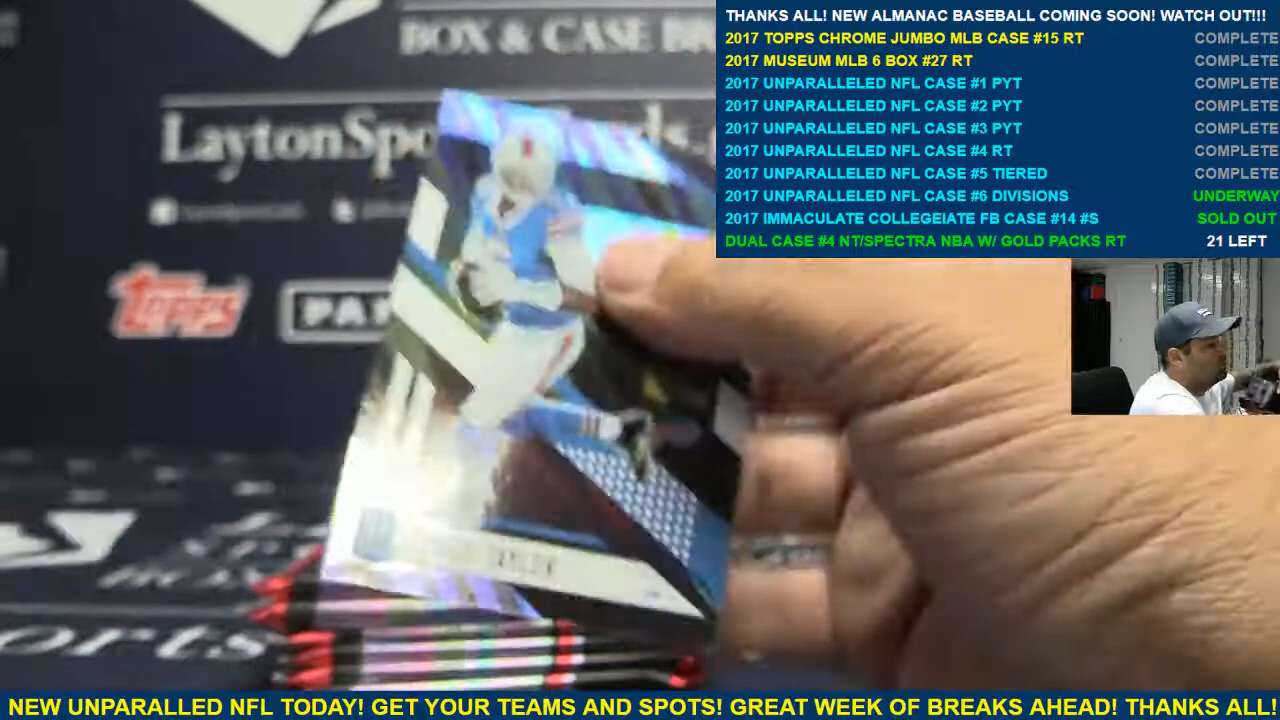 THANKS ALL! NEW ALMANAC BASEBALL COMING SOON! WATCH OUT!!!
2017 TOPPS CHROME JUMBO MLB CASE #15 RT COMPLETE
2017 MUSEUM MLB 6 BOX #27 RT COMPLETE
2017 UNPARALLELED NFL CASE #1 PYT COMPLETE
2017 UNPARALLELED NFL CASE #2 PYT COMPLETE
2017 UNPARALLELED NFL CASE #3 PYT COMPLETE
2017 UNPARALLELED NFL CASE #4 RT COMPLETE
2017 UNPARALLELED NFL CASE #5 TIERED COMPLETE
2017 UNPARALLELED NFL CASE #6 DIVISIONS UNDERWAY
2017 IMMACULATE COLLEGEIATE FB CASE #14 #S SOLD OUT
DUAL CASE #4 NT/SPECTRA NBA W/ GOLD PACKS RT 21 LEFT
BOX & CASE BR
LaytonSpo ds.
TOPPS PAN
TAYLOR
orts
NEW UNPARALLED NFL TODAY! GET YOUR TEAMS AND SPOTS! GREAT WEEK OF BREAKS AHEAD! THANKS ALL!